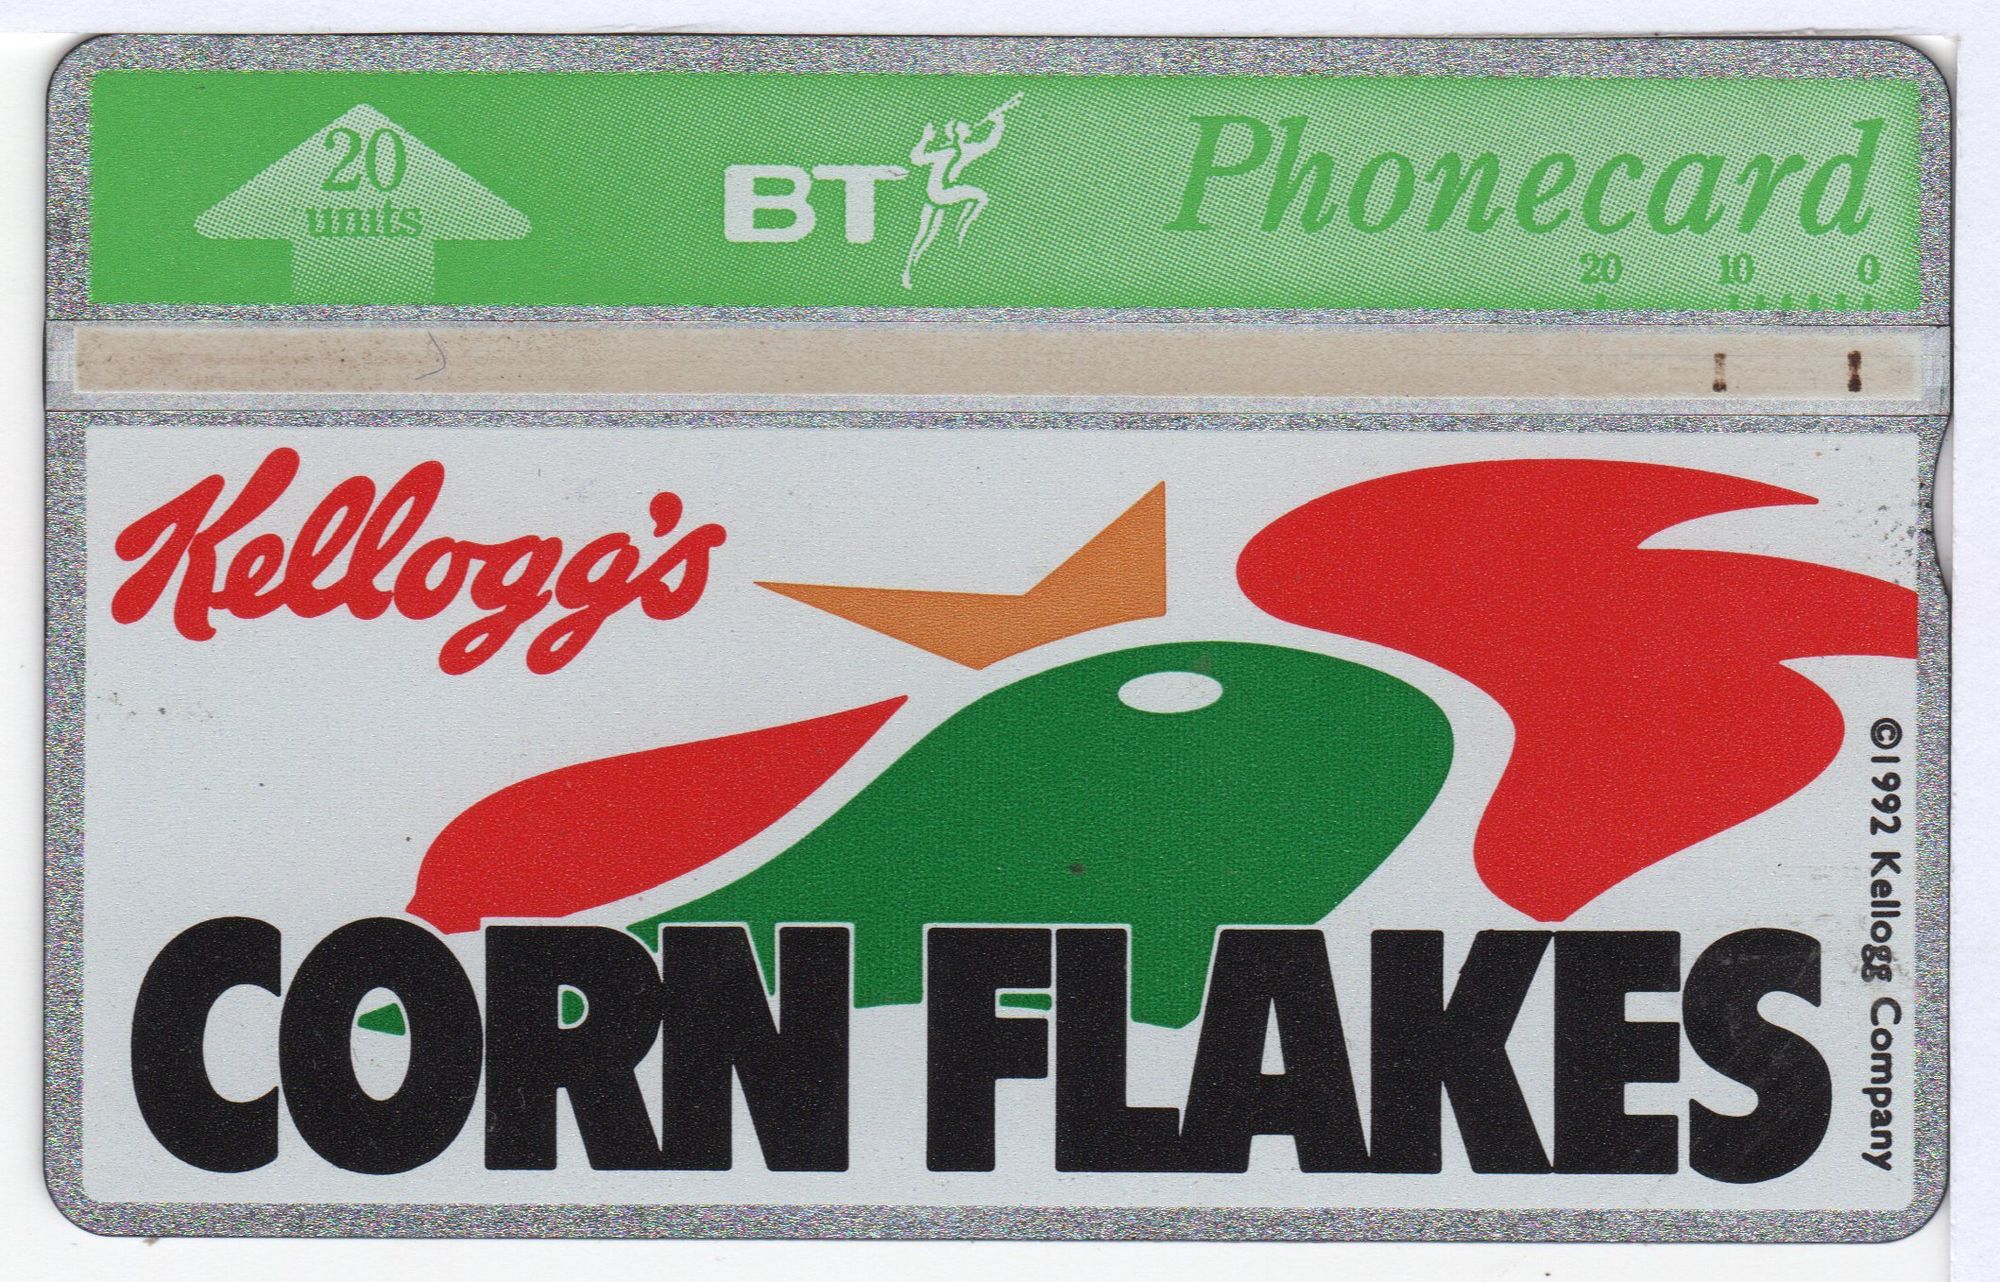 20
units
BT
Phonecard
20 10 0
Kellogg's
CORN FLAKES
©1992 Kellogg Company